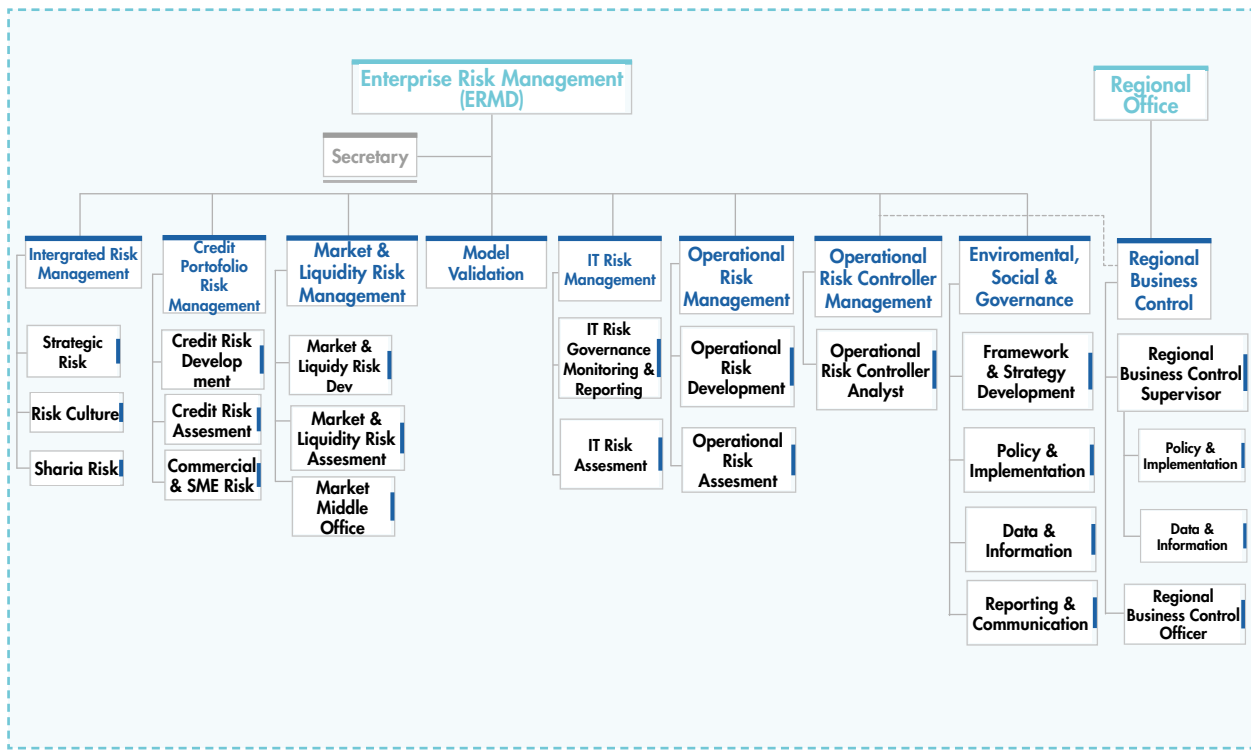 Enterprise Risk Management
(ERMD)
Regional
Office
Secretary
Intergrated Risk
Management
Strategic
Risk
Risk Culture
Sharia Risk
Credit
Portofolio
Risk
Management
Credit Risk
Develop
ment
Credit Risk
Assesment
Commercial
& SME Risk
Market &
Liquidity Risk
Management
Market &
Liquidy Risk
Dev
Market &
Liquidity Risk
Assesment
Market
Middle
Office
Model
Validation
IT Risk
Management
IT Risk
Governance
Monitoring &
Reporting
IT Risk
Assesment
Operational
Risk
Management
Operational
Risk
Development
Operational
Risk
Assesment
Operational
Risk Controller
Management
Operational
Risk Controller
Analyst
Enviromental,
Social &
Governance
Framework
& Strategy
Development
Policy &
Implementation
Data &
Information
Reporting &
Communication
Regional
Business
Control
Regional
Business Control
Supervisor
Policy &
Implementation
Data &
Information
Regional
Business Control
Officer